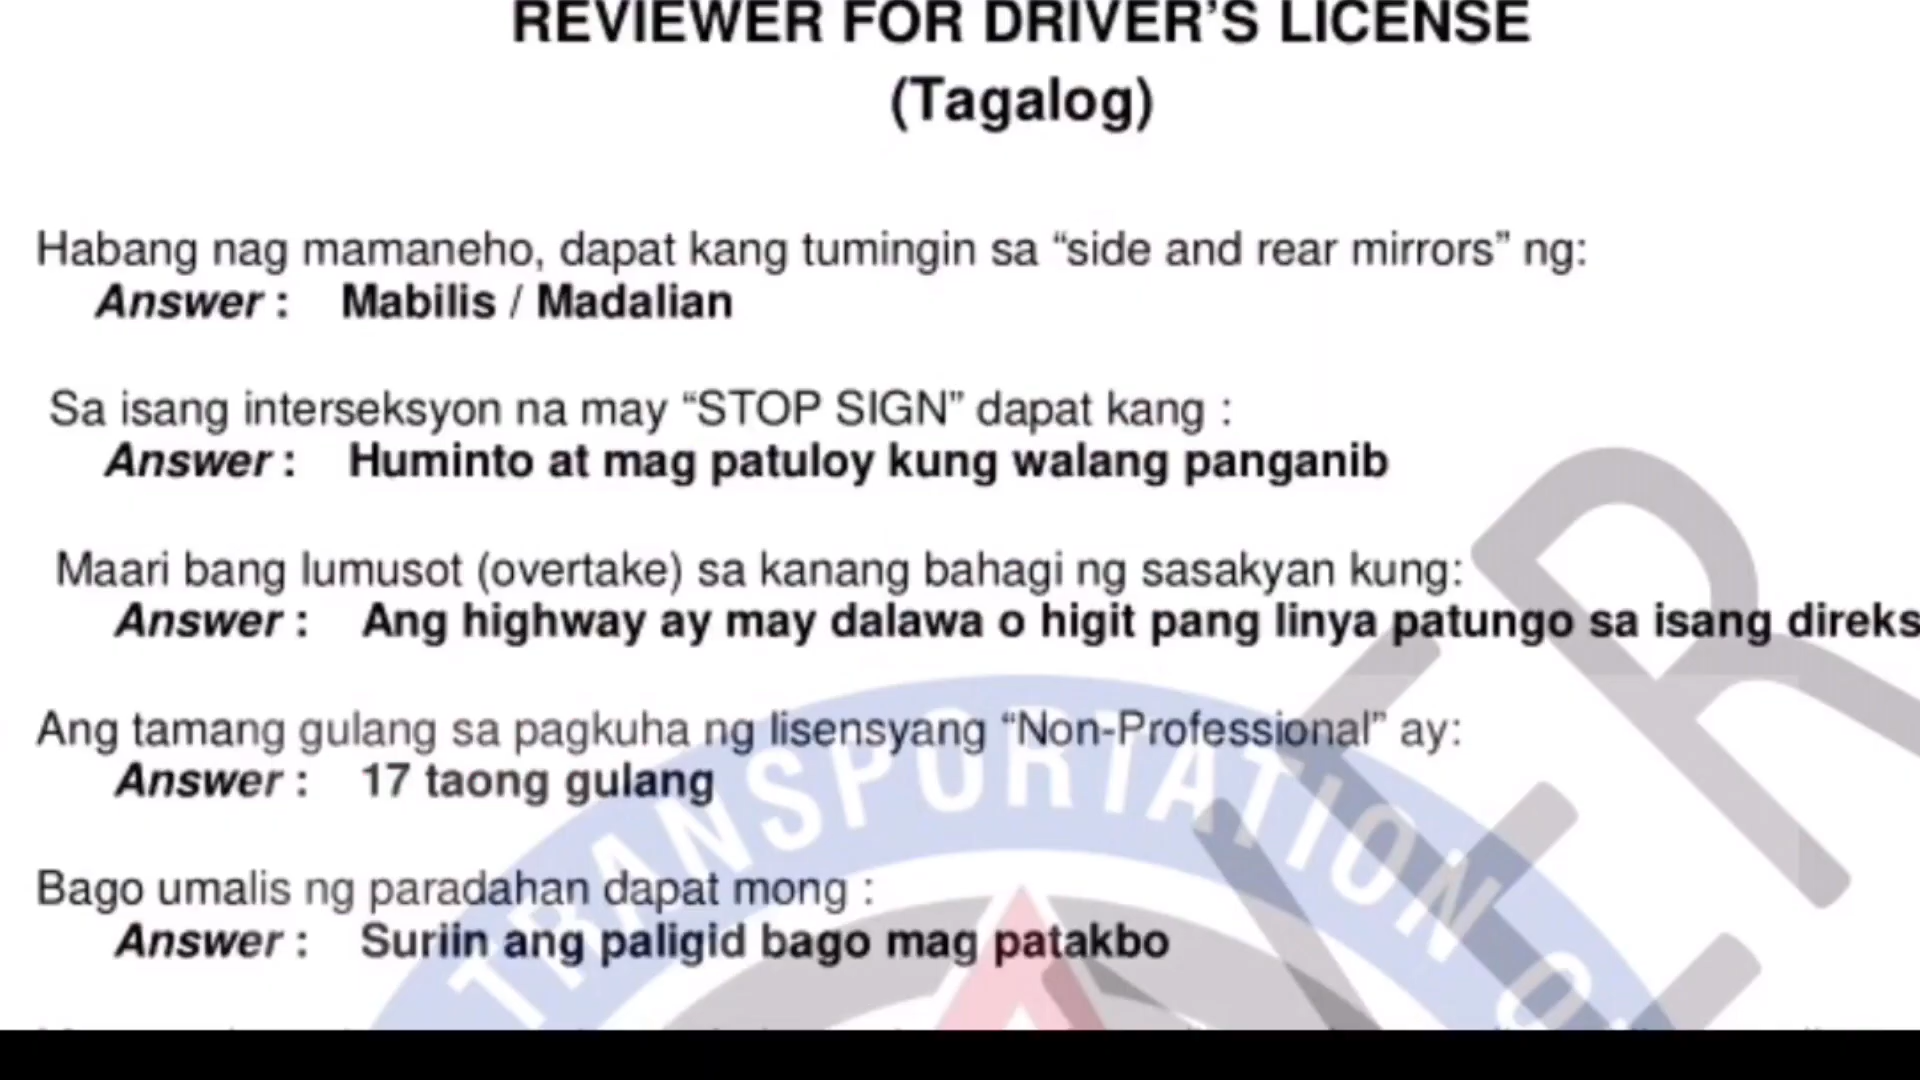 REVIEWER FOR DRIVER’S LICENSE
(Tagalog)
Habang nag mamaneho, dapat kang tumingin sa “side and rear mirrors” ng:
Answer : Mabilis / Madalian
Sa isang interseksyon na may “STOP SIGN” dapat kang :
Answer : Huminto at mag patuloy kung walang panganib
Maari bang lumusot (overtake) sa kanang bahagi ng sasakyan kung:
Answer : Ang highway ay may dalawa o higit pang linya patungo sa isang direks
Ang tamang gulang sa pagkuha ng lisensyang “Non-Professional” ay:
Answer : 17 taong gulang
Bago umalis ng paradahan dapat mong :
Answer : Suriin ang paligid bago mag patakbo
TRANSPORTATION O
ER